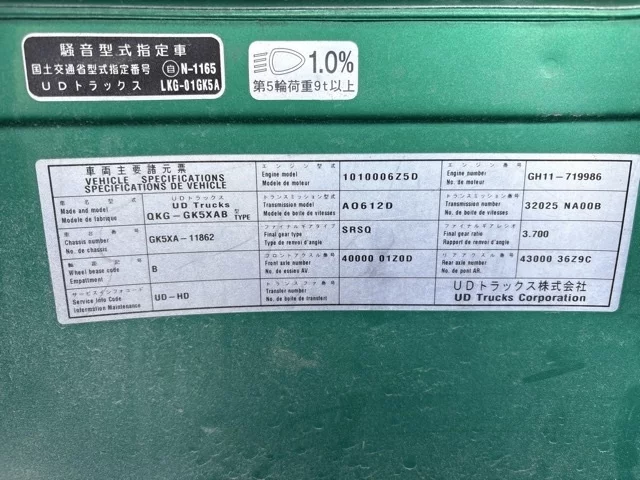 騒音型式指定車
国土交通省型式指定番号 自N-1165
UDトラックス LKG-01GK5A
1.0%
第5輪荷重9t以上
車両主要諸元票
VEHICLE SPECIFICATIONS
SPECIFICATIONS DE VEHICLE
車名型式
Made and model
Modele de fabrique
UDトラックス
UD Trucks
QKG-GK5XAB 型 TYPE
車台番号
Chassis number
No. de chassis
GK5XA-11862
軸距記号
Wheel bease code
Empattment
B
サービスインフォコード
Service Info Code
Information Maintenance
UD-HD
エンジン型式
Engine model
Modele de moteur
1010006Z5D
トランスミッション型式
Transmission model
Modele de boite de vitesses
AO612D
ファイナルギアタイプ
Final gear type
Type de renvoi d'angle
SRSQ
フロントアクスル番号
Front axle number
No. de essieu AV.
40000 01Z0D
トランスファ番号
Transfer number
No. de boite de transfert
エンジン番号
Engine number
No. de moteur
GH11-719986
トランスミッション番号
Transmission number
No. de boite de vitesses
32025 NA00B
ファイナルギアレシオ
Final gear ratio
Rapport de renvoi d'angle
3.700
リアアクスル番号
Rear axle number
No. de pont AR.
43000 36Z9C
UDトラックス株式会社
UD Trucks Corporation